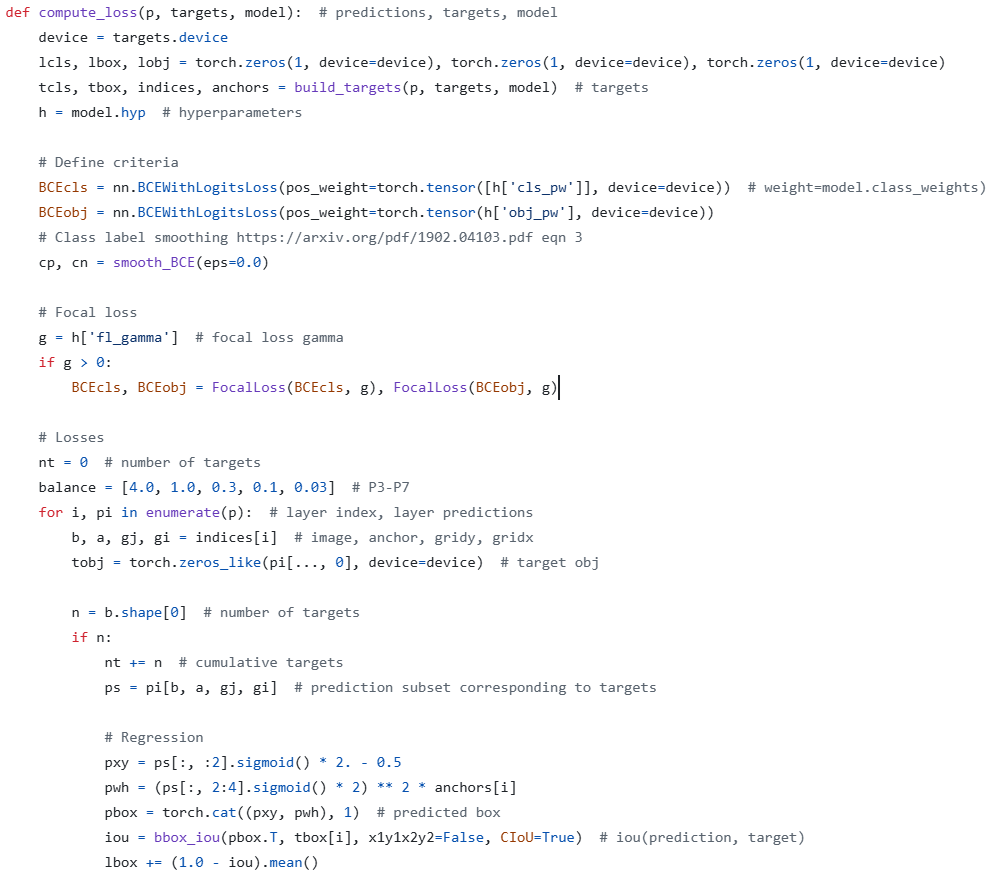 def compute_loss(p, targets, model):  # predictions, targets, model
    device = targets.device
    lcls, lbox, lobj = torch.zeros(1, device=device), torch.zeros(1, device=device), torch.zeros(1, device=device)
    tcls, tbox, indices, anchors = build_targets(p, targets, model)  # targets
    h = model.hyp  # hyperparameters

    # Define criteria
    BCEcls = nn.BCEWithLogitsLoss(pos_weight=torch.tensor([h['cls_pw']], device=device))  # weight=model.class_weights)
    BCEobj = nn.BCEWithLogitsLoss(pos_weight=torch.tensor(h['obj_pw'], device=device))
    # Class label smoothing https://arxiv.org/pdf/1902.04103.pdf eqn 3
    cp, cn = smooth_BCE(eps=0.0)

    # Focal loss
    g = h['fl_gamma']  # focal loss gamma
    if g > 0:
        BCEcls, BCEobj = FocalLoss(BCEcls, g), FocalLoss(BCEobj, g)

    # Losses
    nt = 0  # number of targets
    balance = [4.0, 1.0, 0.3, 0.1, 0.03]  # P3-P7
    for i, pi in enumerate(p):  # layer index, layer predictions
        b, a, gj, gi = indices[i]  # image, anchor, gridy, gridx
        tobj = torch.zeros_like(pi[..., 0], device=device)  # target obj

        n = b.shape[0]  # number of targets
        if n:
            nt += n  # cumulative targets
            ps = pi[b, a, gj, gi]  # prediction subset corresponding to targets

            # Regression
            pxy = ps[:, :2].sigmoid() * 2. - 0.5
            pwh = (ps[:, 2:4].sigmoid() * 2) ** 2 * anchors[i]
            pbox = torch.cat((pxy, pwh), 1)  # predicted box
            iou = bbox_iou(pbox.T, tbox[i], x1y1x2y2=False, CIoU=True)  # iou(prediction, target)
            lbox += (1.0 - iou).mean()